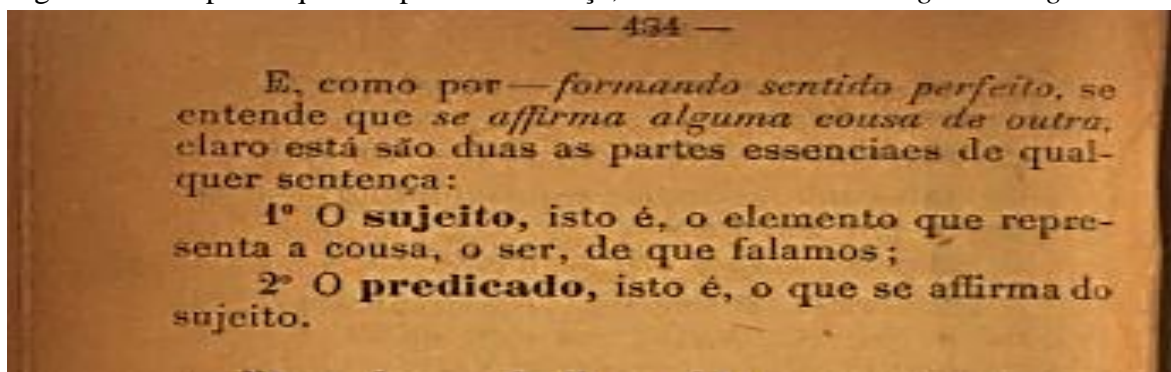 — 434 —
E, como por—formando sentido perfeito, se
entende que se affirma alguma cousa de outra,
claro está são duas as partes essenciaes de qual-
quer sentença:
1º O sujeito, isto é, o elemento que repre-
senta a cousa, o ser, de que falamos;
2º O predicado, isto é, o que se affirma do
sujeito.